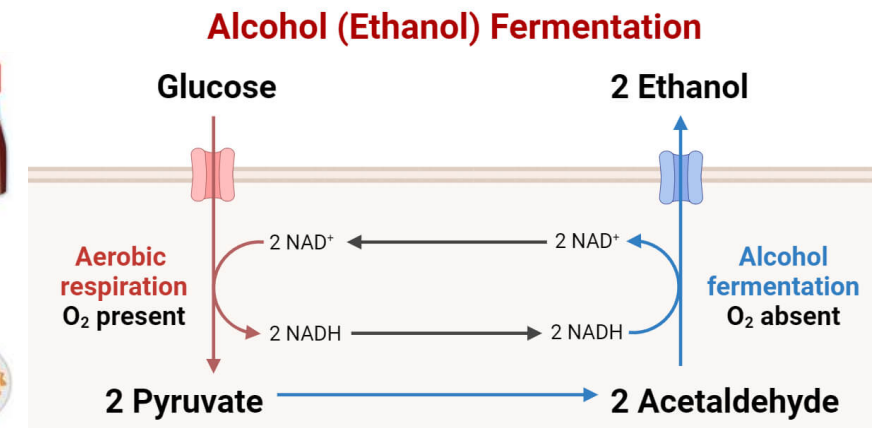 Alcohol (Ethanol) Fermentation
Glucose
2 Ethanol
2 NAD⁺
2 NAD⁺
Aerobic
respiration
O₂ present
Alcohol
fermentation
O₂ absent
2 NADH
2 NADH
2 Pyruvate
2 Acetaldehyde